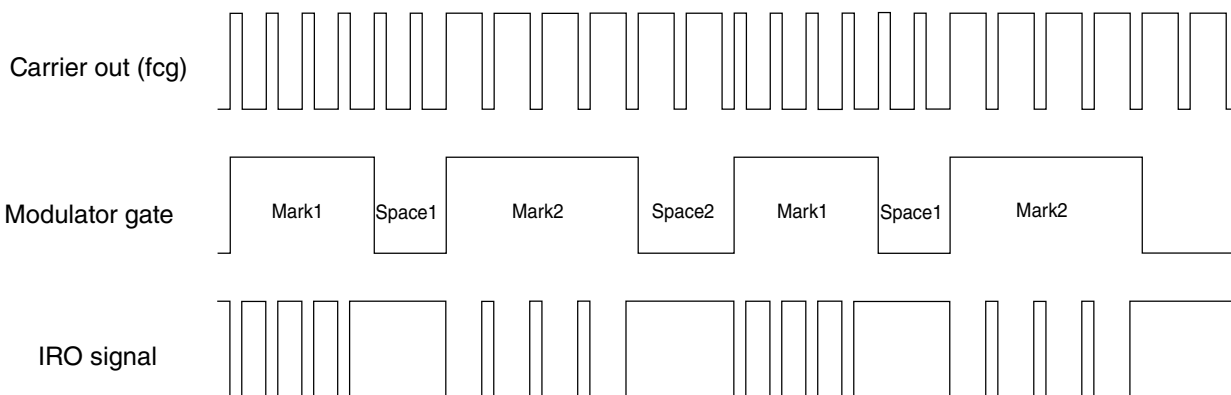 Carrier out (fcg)
Modulator gate
Mark1 Space1 Mark2 Space2 Mark1 Space1 Mark2
IRO signal